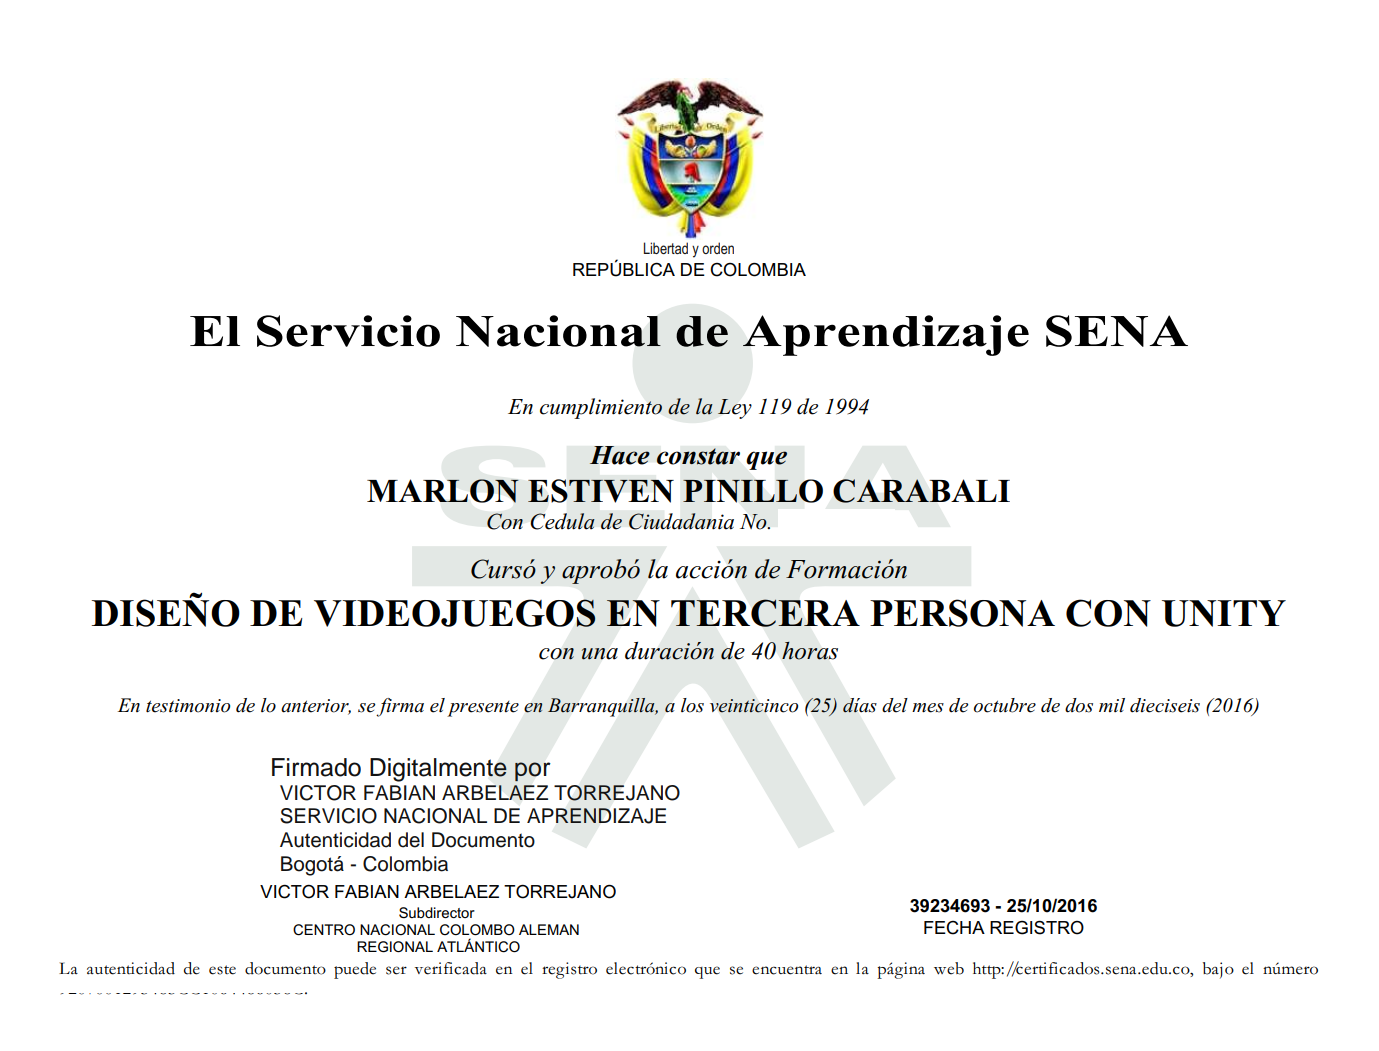 Libertad y Orden
Libertad y orden
REPÚBLICA DE COLOMBIA
El Servicio Nacional de Aprendizaje SENA
En cumplimiento de la Ley 119 de 1994
SENA
Hace constar que
MARLON ESTIVEN PINILLO CARABALI
Con Cedula de Ciudadania No.
Cursó y aprobó la acción de Formación
DISEÑO DE VIDEOJUEGOS EN TERCERA PERSONA CON UNITY
con una duración de 40 horas
En testimonio de lo anterior, se firma el presente en Barranquilla, a los veinticinco (25) días del mes de octubre de dos mil dieciseis (2016)
Firmado Digitalmente por
VICTOR FABIAN ARBELAEZ TORREJANO
SERVICIO NACIONAL DE APRENDIZAJE
Autenticidad del Documento
Bogotá - Colombia
VICTOR FABIAN ARBELAEZ TORREJANO
Subdirector
CENTRO NACIONAL COLOMBO ALEMAN
REGIONAL ATLÁNTICO
39234693 - 25/10/2016
FECHA REGISTRO
La autenticidad de este documento puede ser verificada en el registro electrónico que se encuentra en la página web http://certificados.sena.edu.co, bajo el número